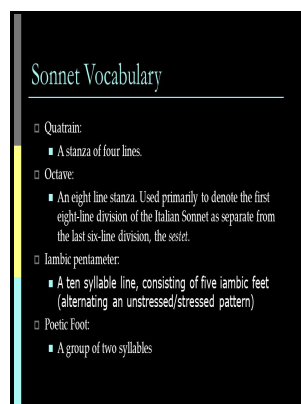 Sonnet Vocabulary
Quatrain:
A stanza of four lines.
Octave:
An eight line stanza. Used primarily to denote the first
eight-line division of the Italian Sonnet as separate from
the last six-line division, the sestet.
Iambic pentameter:
A ten syllable line, consisting of five iambic feet
(alternating an unstressed/stressed pattern)
Poetic Foot:
A group of two syllables